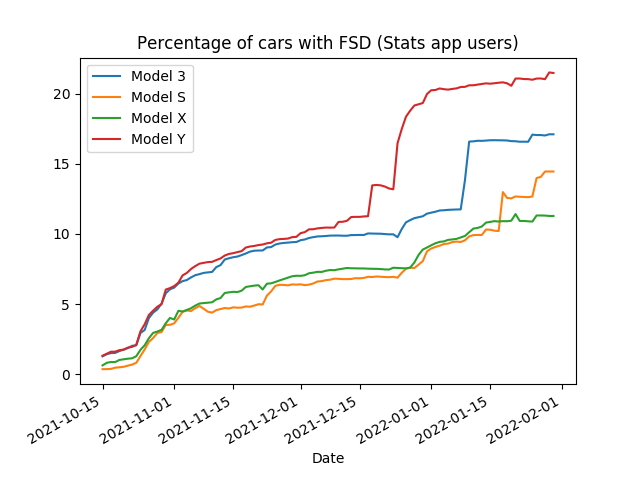 Percentage of cars with FSD (Stats app users)
Model 3
Model S
Model X
Model Y
20
15
10
5
0
2021-10-15
2021-11-01
2021-11-15
2021-12-01
2021-12-15
2022-01-01
2022-01-15
2022-02-01
Date